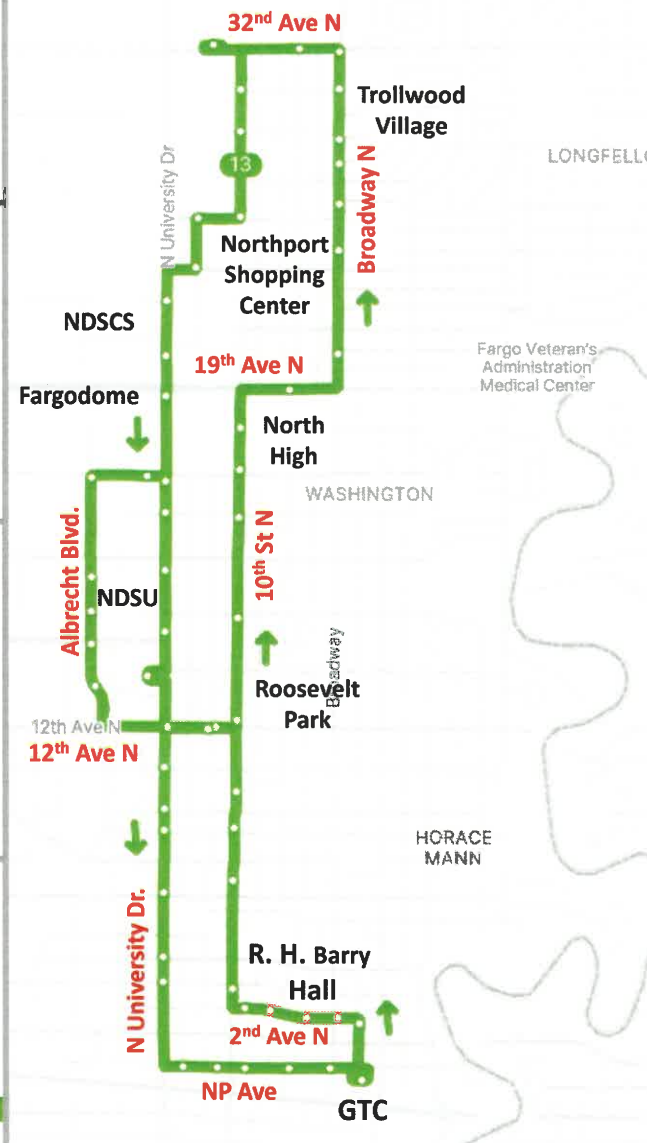 32nd Ave N
Trollwood
Village
N University Dr
Broadway N
13
Northport
Shopping
Center
NDSCS
Fargo Veteran's
Administration
Medical Center
19th Ave N
Fargodome
North
High
WASHINGTON
Albrecht Blvd.
10th St N
NDSU
Roosevelt
Park
12th Ave N
12th Ave N
HORACE
MANN
N University Dr.
R. H. Barry
Hall
2nd Ave N
NP Ave
GTC